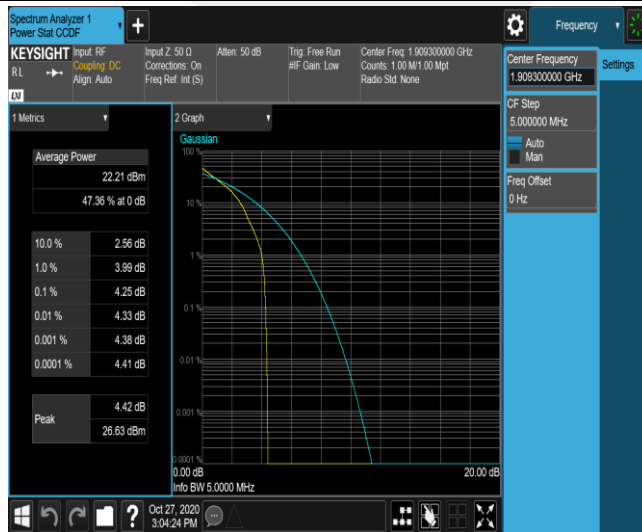 Spectrum Analyzer 1
Power Stat CCDF
+
Frequency
KEYSIGHT
RL
LXI
Input: RF
Coupling: DC
Align: Auto
Input Z: 50 Ω
Corrections: On
Freq Ref: Int (S)
Atten: 50 dB
Trig: Free Run
#IF Gain: Low
Center Freq: 1.909300000 GHz
Counts: 1.00 M/1.00 Mpt
Radio Std: None
Center Frequency
1.909300000 GHz
Settings
CF Step
5.000000 MHz
Auto
Man
Freq Offset
0 Hz
1 Metrics
Average Power
22.21 dBm
47.36 % at 0 dB
10.0 % 2.56 dB
1.0 % 3.99 dB
0.1 % 4.25 dB
0.01 % 4.33 dB
0.001 % 4.38 dB
0.0001 % 4.41 dB
Peak
4.42 dB
26.63 dBm
2 Graph
Gaussian
100 %
10 %
1 %
0.1 %
0.01 %
0.001 %
0.0001 %
0.00 dB 20.00 dB
Info BW 5.0000 MHz
?
Oct 27, 2020
3:04:24 PM